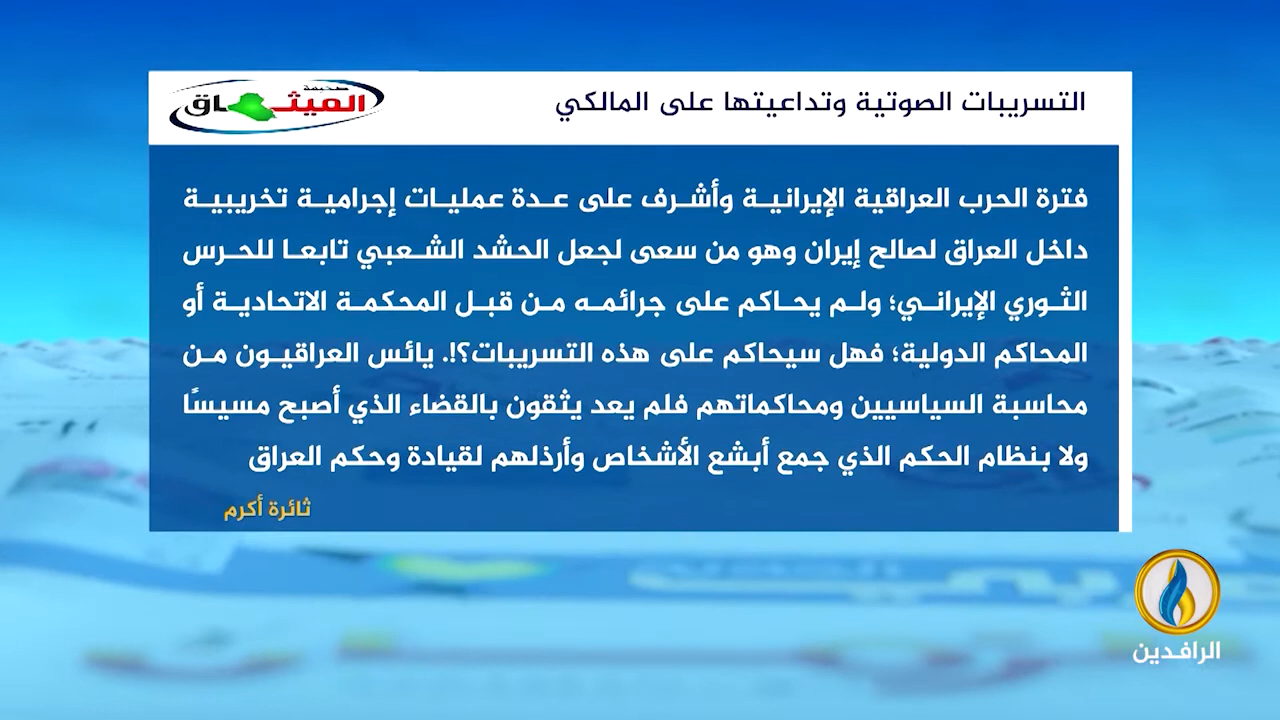 التسريبات الصوتية وتداعيتها على المالكي
صحيفة
الميثاق
فترة الحرب العراقية الإيرانية وأشرف على عدة عمليات إجرامية تخريبية
داخل العراق لصالح إيران وهو من سعى لجعل الحشد الشعبي تابعا للحرس
الثوري الإيراني؛ ولم يحاكم على جرائمه من قبل المحكمة الاتحادية أو
المحاكم الدولية؛ فهل سيحاكم على هذه التسريبات؟!. يائس العراقيون من
محاسبة السياسيين ومحاكماتهم فلم يعد يثقون بالقضاء الذي أصبح مسيسًا
ولا بنظام الحكم الذي جمع أبشع الأشخاص وأرذلهم لقيادة وحكم العراق
ثائرة أكرم
الرافدين